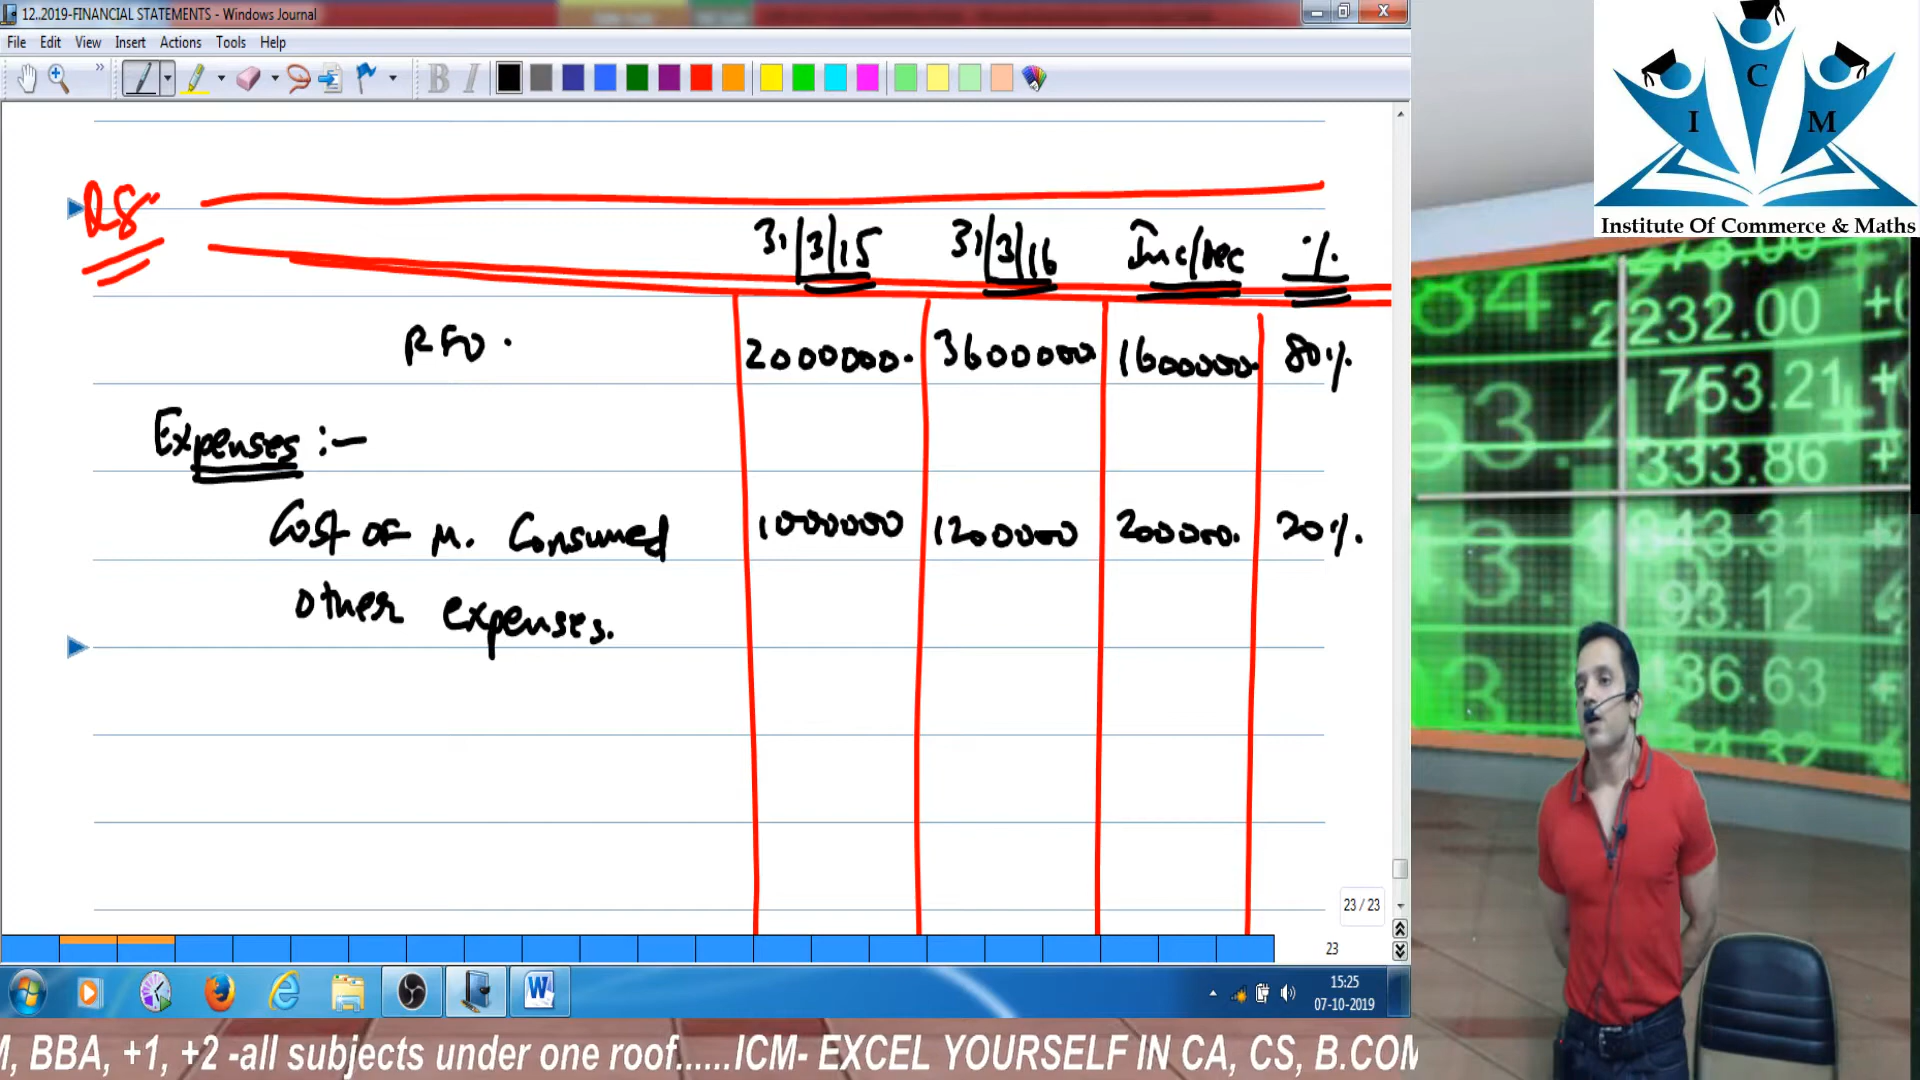 12..2019-FINANCIAL STATEMENTS - Windows Journal
File Edit View Insert Actions Tools Help
B I
I C M
Institute Of Commerce & Maths
Q8
31/3/15 31/3/16 Inc/Dec %
RFO. 2000000. 3600000 1600000. 80%
Expenses :-
Cost of M. Consumed 1000000 1200000 200000. 20%
other expenses.
2232.00
753.21
333.86
93.12
136.63
23 / 23
23
15:25
07-10-2019
M, BBA, +1, +2 -all subjects under one roof......ICM- EXCEL YOURSELF IN CA, CS, B.COM